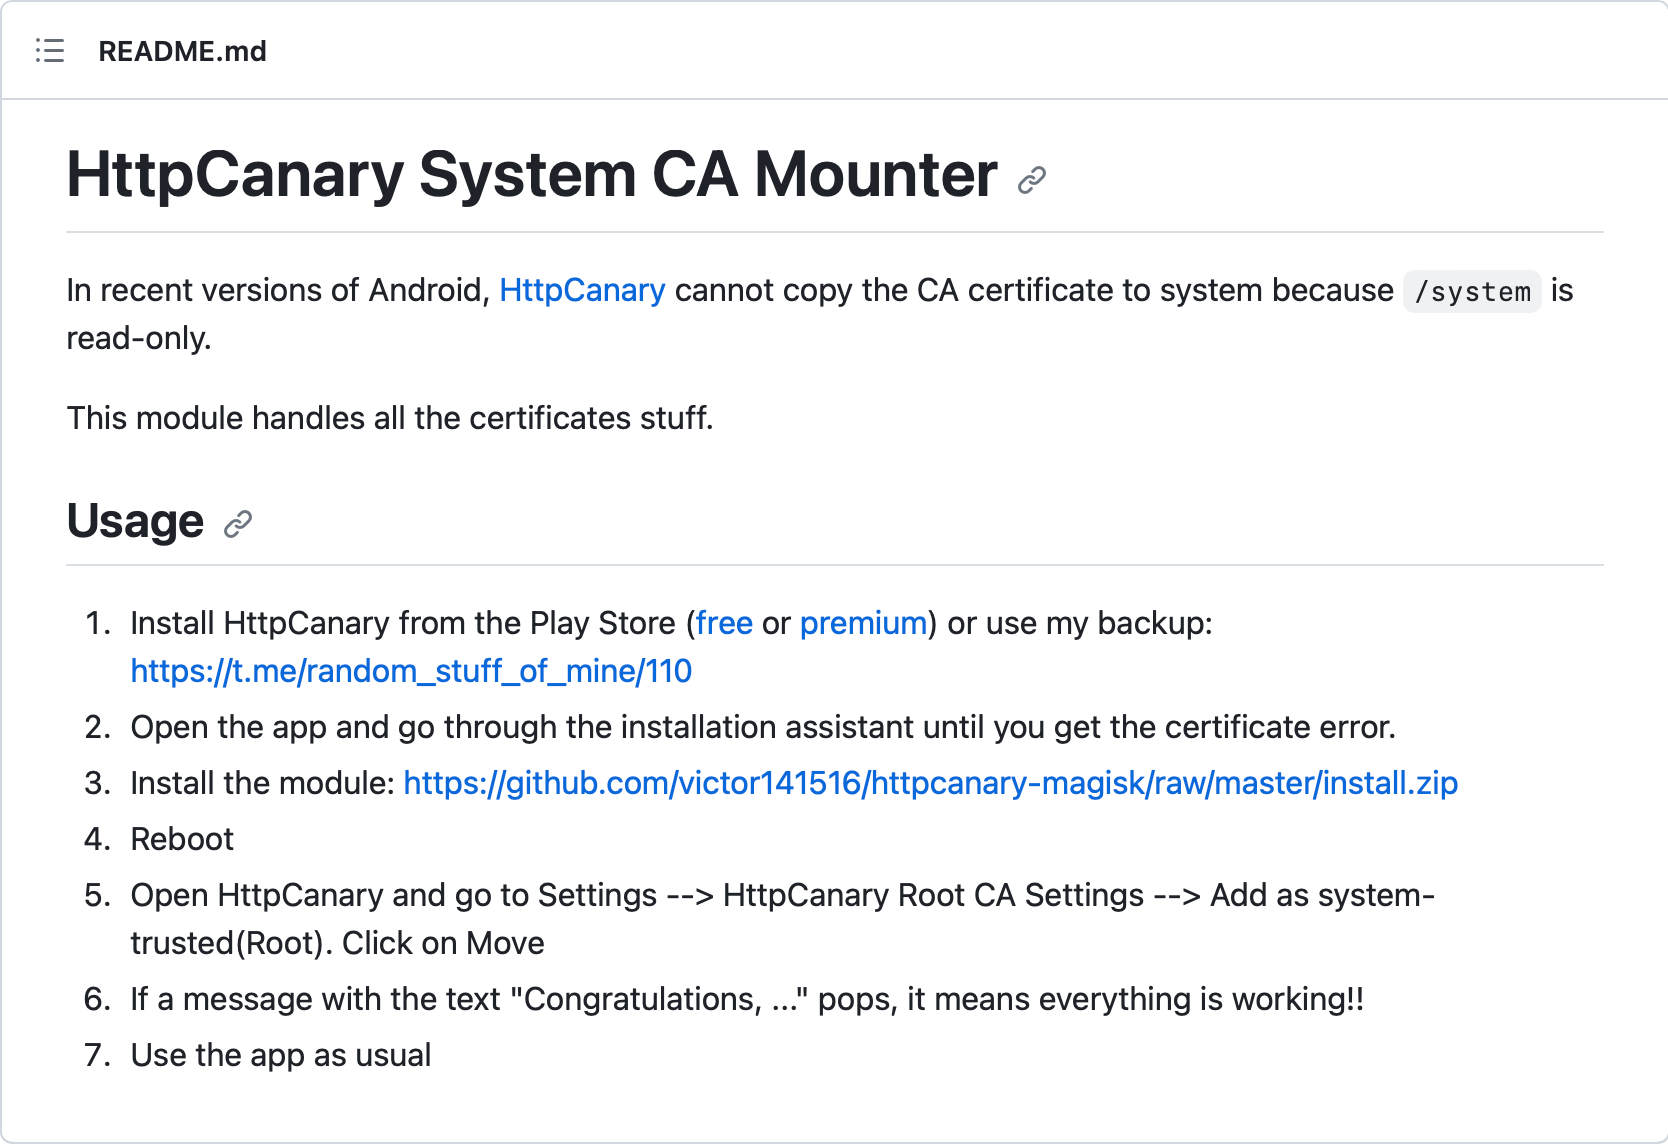 README.md
HttpCanary System CA Mounter
In recent versions of Android, HttpCanary cannot copy the CA certificate to system because /system is
read-only.
This module handles all the certificates stuff.
Usage
1. Install HttpCanary from the Play Store (free or premium) or use my backup:
https://t.me/random_stuff_of_mine/110
2. Open the app and go through the installation assistant until you get the certificate error.
3. Install the module: https://github.com/victor141516/httpcanary-magisk/raw/master/install.zip
4. Reboot
5. Open HttpCanary and go to Settings --> HttpCanary Root CA Settings --> Add as system-
trusted(Root). Click on Move
6. If a message with the text "Congratulations, ..." pops, it means everything is working!!
7. Use the app as usual